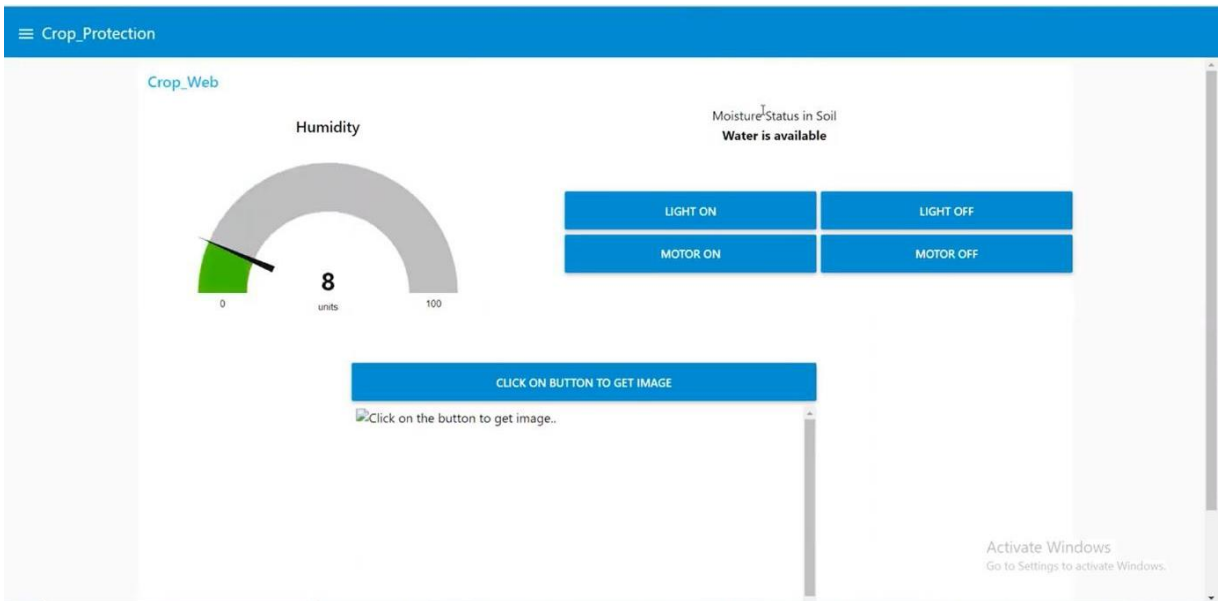 Crop_Protection
Crop_Web
Humidity
8
units
0
100
Moisture Status in Soil
Water is available
LIGHT ON
LIGHT OFF
MOTOR ON
MOTOR OFF
CLICK ON BUTTON TO GET IMAGE
Click on the button to get image..
Activate Windows
Go to Settings to activate Windows.